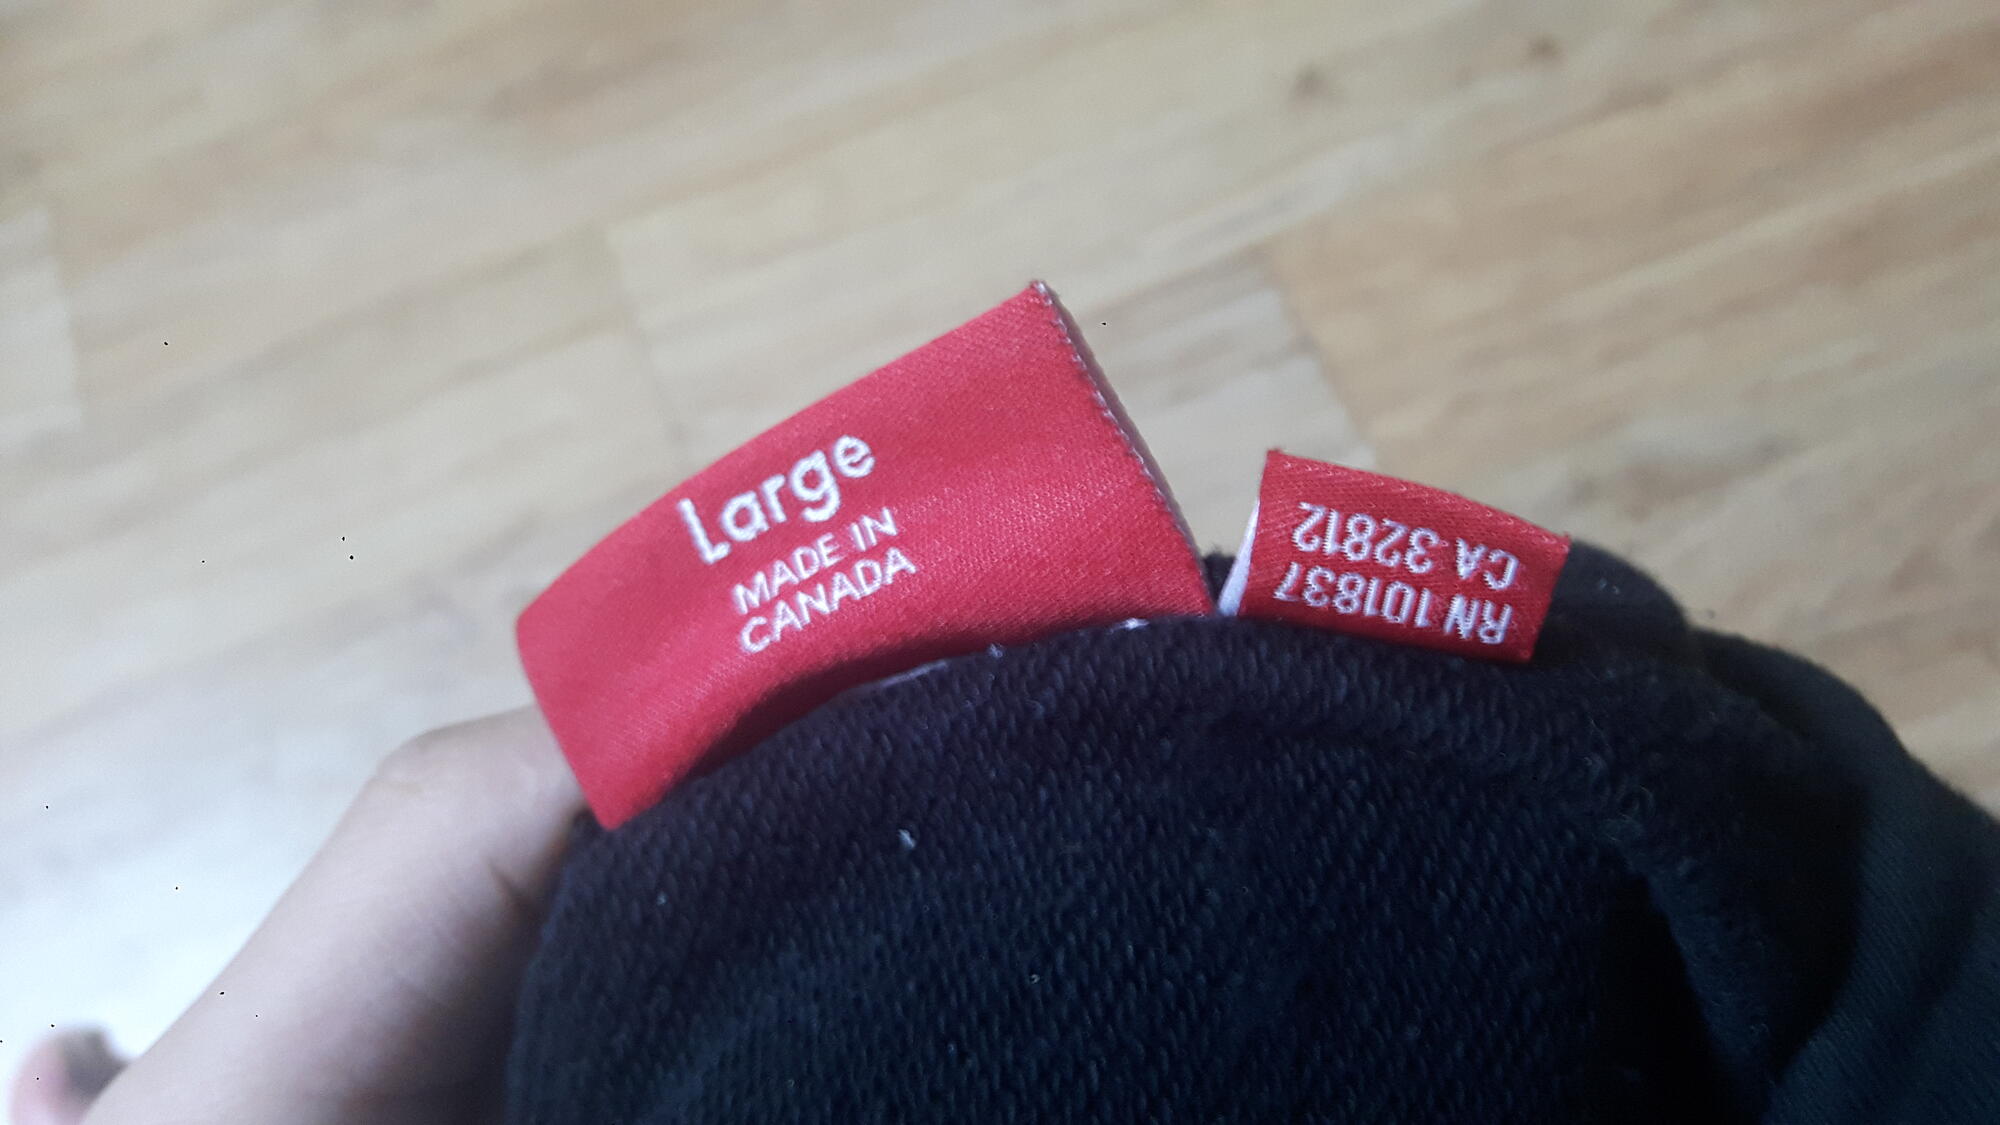 Large
MADE IN
CANADA
RN 101837
CA 32812